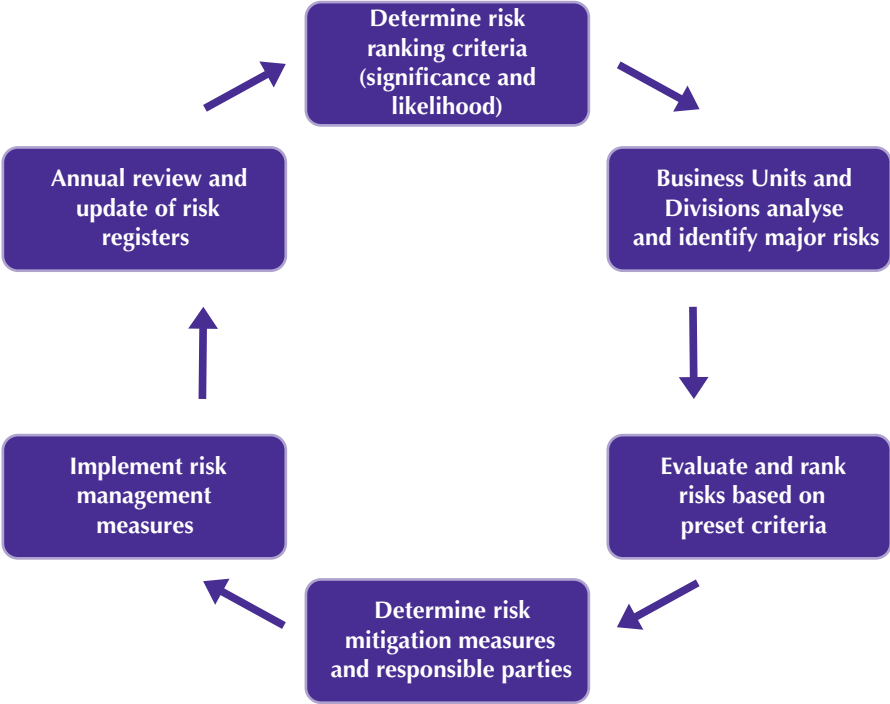 Determine risk
ranking criteria
(significance and
likelihood)
Business Units and
Divisions analyse
and identify major risks
Evaluate and rank
risks based on
preset criteria
Determine risk
mitigation measures
and responsible parties
Implement risk
management
measures
Annual review and
update of risk
registers